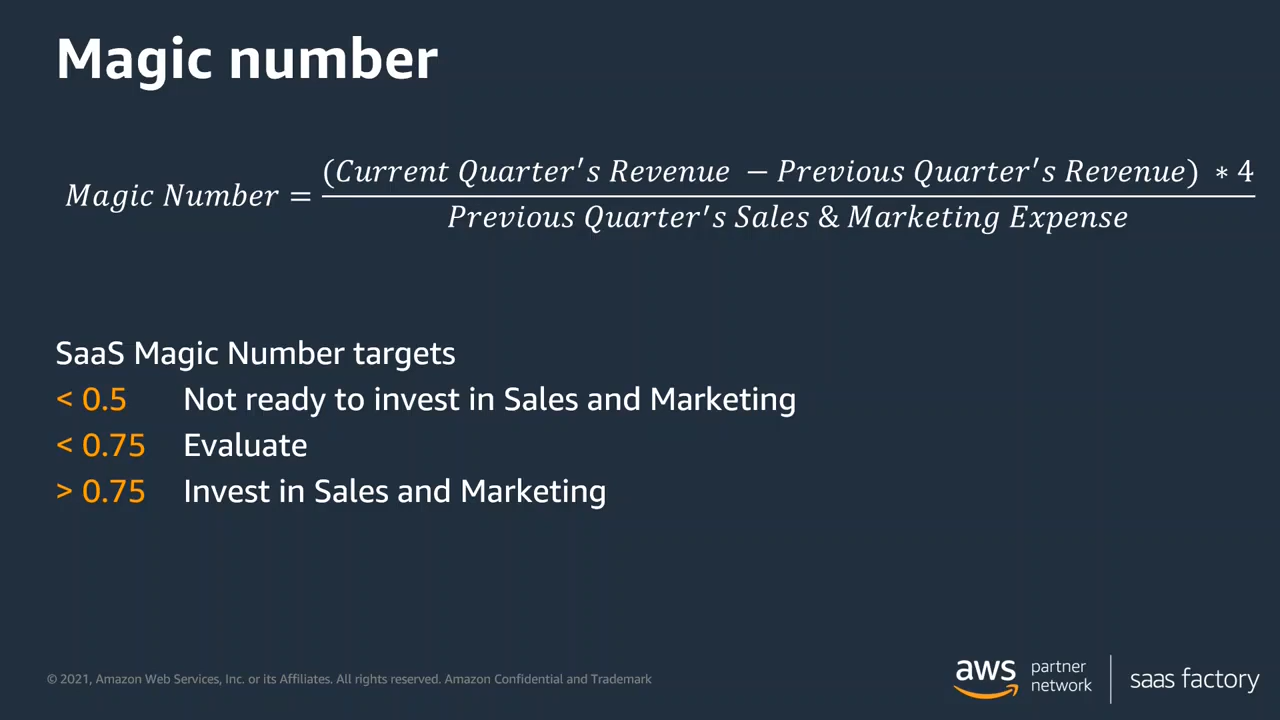 Magic number
Magic Number = (Current Quarter's Revenue − Previous Quarter's Revenue) * 4
Previous Quarter's Sales & Marketing Expense
SaaS Magic Number targets
< 0.5 Not ready to invest in Sales and Marketing
< 0.75 Evaluate
> 0.75 Invest in Sales and Marketing
© 2021, Amazon Web Services, Inc. or its Affiliates. All rights reserved. Amazon Confidential and Trademark
aws partner network | saas factory